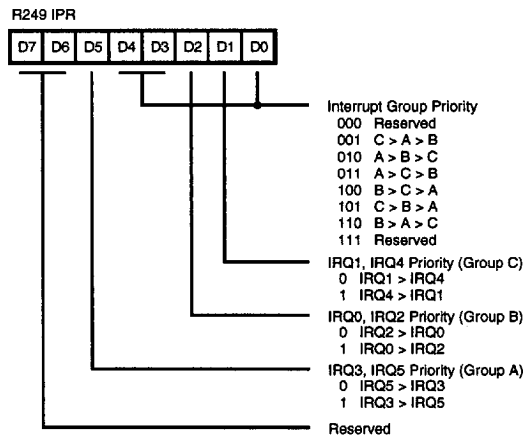 R249 IPR
D7 D6 D5 D4 D3 D2 D1 D0
Interrupt Group Priority
000 Reserved
001 C > A > B
010 A > B > C
011 A > C > B
100 B > C > A
101 C > B > A
110 B > A > C
111 Reserved
IRQ1, IRQ4 Priority (Group C)
0 IRQ1 > IRQ4
1 IRQ4 > IRQ1
IRQ0, IRQ2 Priority (Group B)
0 IRQ2 > IRQ0
1 IRQ0 > IRQ2
IRQ3, IRQ5 Priority (Group A)
0 IRQ5 > IRQ3
1 IRQ3 > IRQ5
Reserved